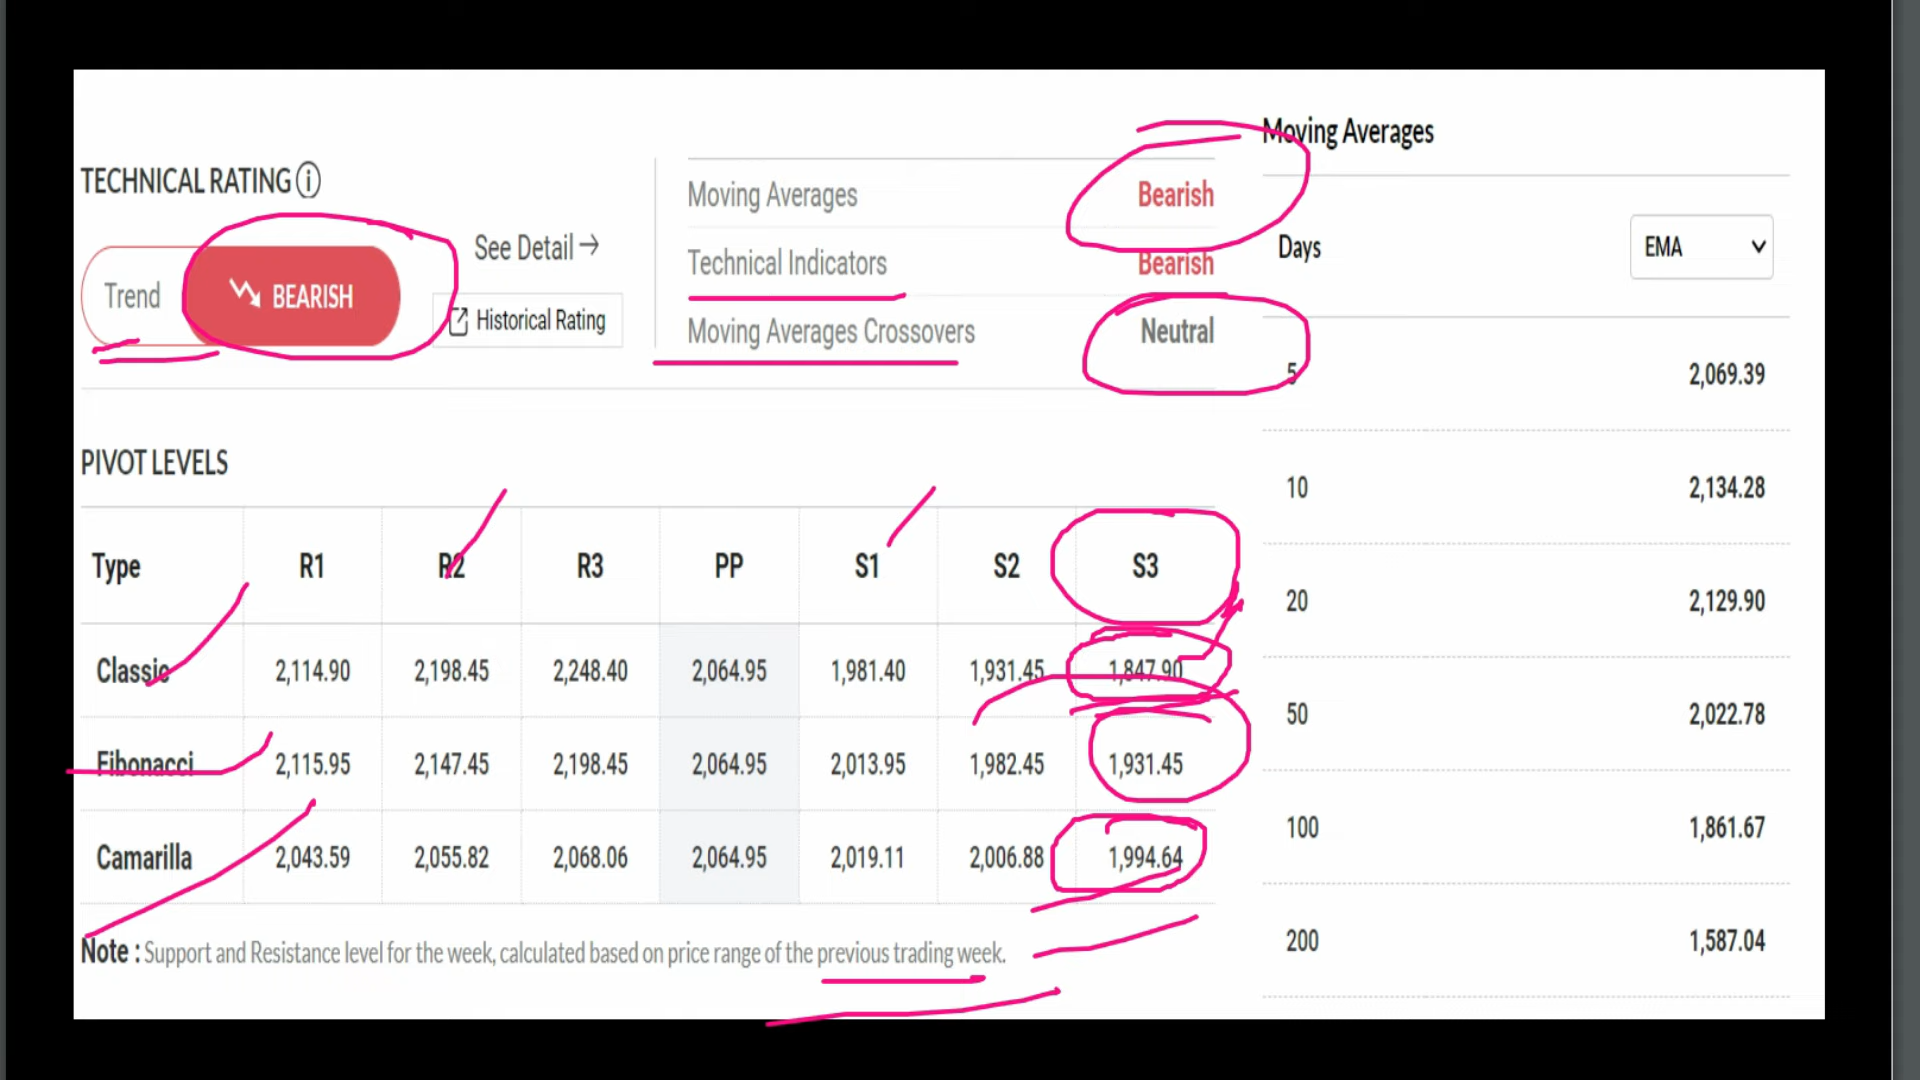 TECHNICAL RATING
Trend BEARISH
See Detail →
Historical Rating
Moving Averages Bearish
Technical Indicators Bearish
Moving Averages Crossovers Neutral
PIVOT LEVELS
Type R1 R2 R3 PP S1 S2 S3
Classic 2,114.90 2,198.45 2,248.40 2,064.95 1,981.40 1,931.45 1,847.90
Fibonacci 2,115.95 2,147.45 2,198.45 2,064.95 2,013.95 1,982.45 1,931.45
Camarilla 2,043.59 2,055.82 2,068.06 2,064.95 2,019.11 2,006.88 1,994.64
Note : Support and Resistance level for the week, calculated based on price range of the previous trading week.
Moving Averages
Days EMA
5 2,069.39
10 2,134.28
20 2,129.90
50 2,022.78
100 1,861.67
200 1,587.04